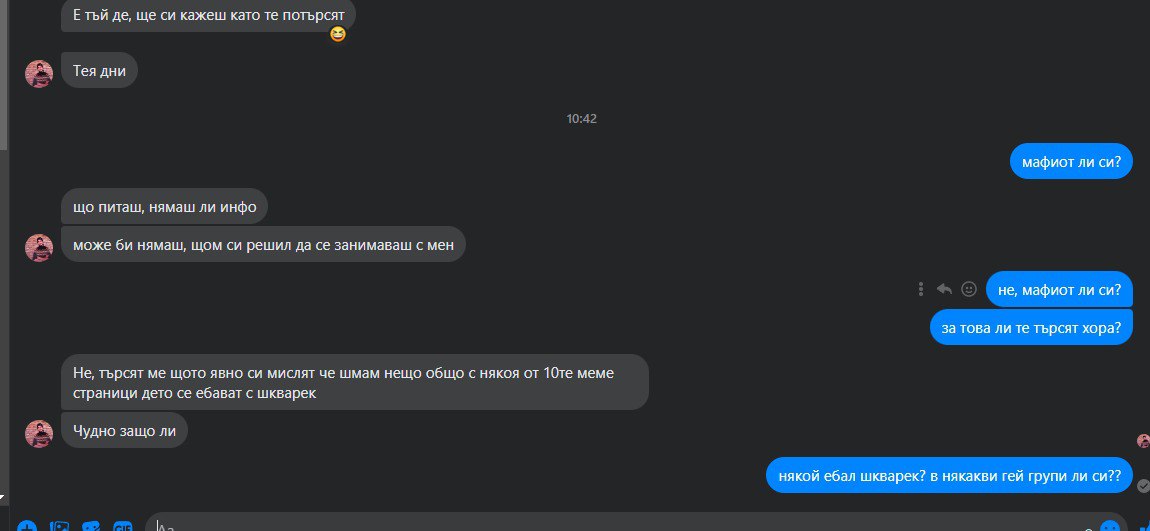 Е тъй де, ще си кажеш като те потърсят
Тея дни
10:42
мафиот ли си?
що питаш, нямаш ли инфо
може би нямаш, щом си решил да се занимаваш с мен
не, мафиот ли си?
за това ли те търсят хора?
Не, търсят ме щото явно си мислят че шмам нещо общо с някоя от 10те меме
страници дето се ебават с шкварек
Чудно защо ли
някой ебал шкварек? в някакви гей групи ли си??
GIF
Aa